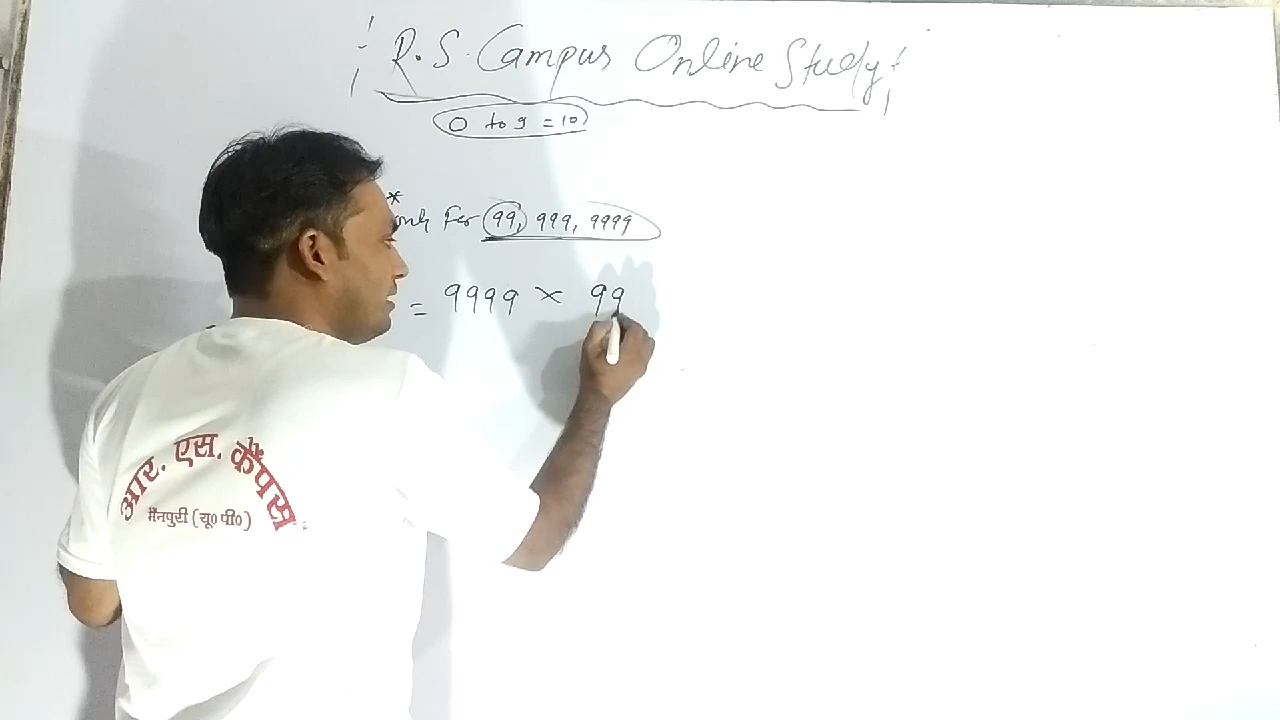 R. S. Campus Online Study
0 to 9 = 10
*
only for 99, 999, 9999
= 9999 × 99
आर. एस. कैंपस
मैनपुरी (यू0 पी0)